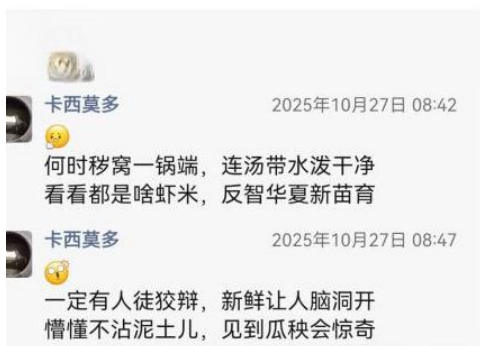 卡西莫多
2025年10月27日 08:42
何时秽窝一锅端，连汤带水泼干净
看看都是啥虾米，反智华夏新苗育
卡西莫多
2025年10月27日 08:47
一定有人徒狡辩，新鲜让人脑洞开
懵懂不沾泥土儿，见到瓜秧会惊奇